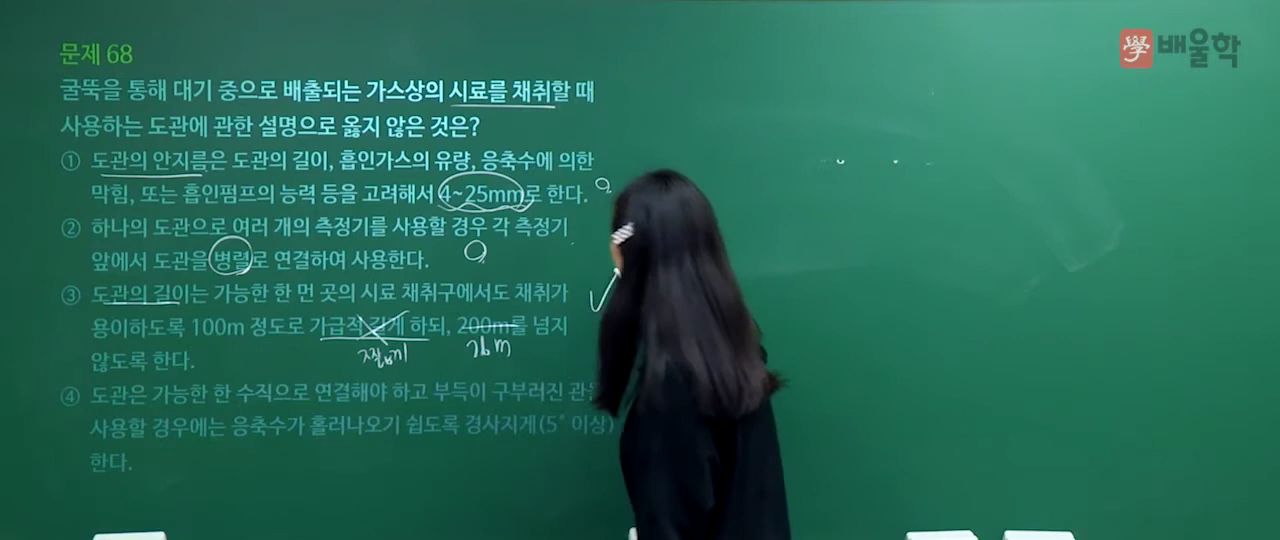 學 배울학
문제 68
굴뚝을 통해 대기 중으로 배출되는 가스상의 시료를 채취할 때
사용하는 도관에 관한 설명으로 옳지 않은 것은?
① 도관의 안지름은 도관의 길이, 흡인가스의 유량, 응축수에 의한
막힘, 또는 흡인펌프의 능력 등을 고려해서 4~25mm로 한다.
② 하나의 도관으로 여러 개의 측정기를 사용할 경우 각 측정기
앞에서 도관을 병렬로 연결하여 사용한다.
③ 도관의 길이는 가능한 한 먼 곳의 시료 채취구에서도 채취가
용이하도록 100m 정도로 가급적 길게 하되, 200m를 넘지
짧게 76m
않도록 한다.
④ 도관은 가능한 한 수직으로 연결해야 하고 부득이 구부러진 관을
사용할 경우에는 응축수가 흘러나오기 쉽도록 경사지게(5° 이상)
한다.